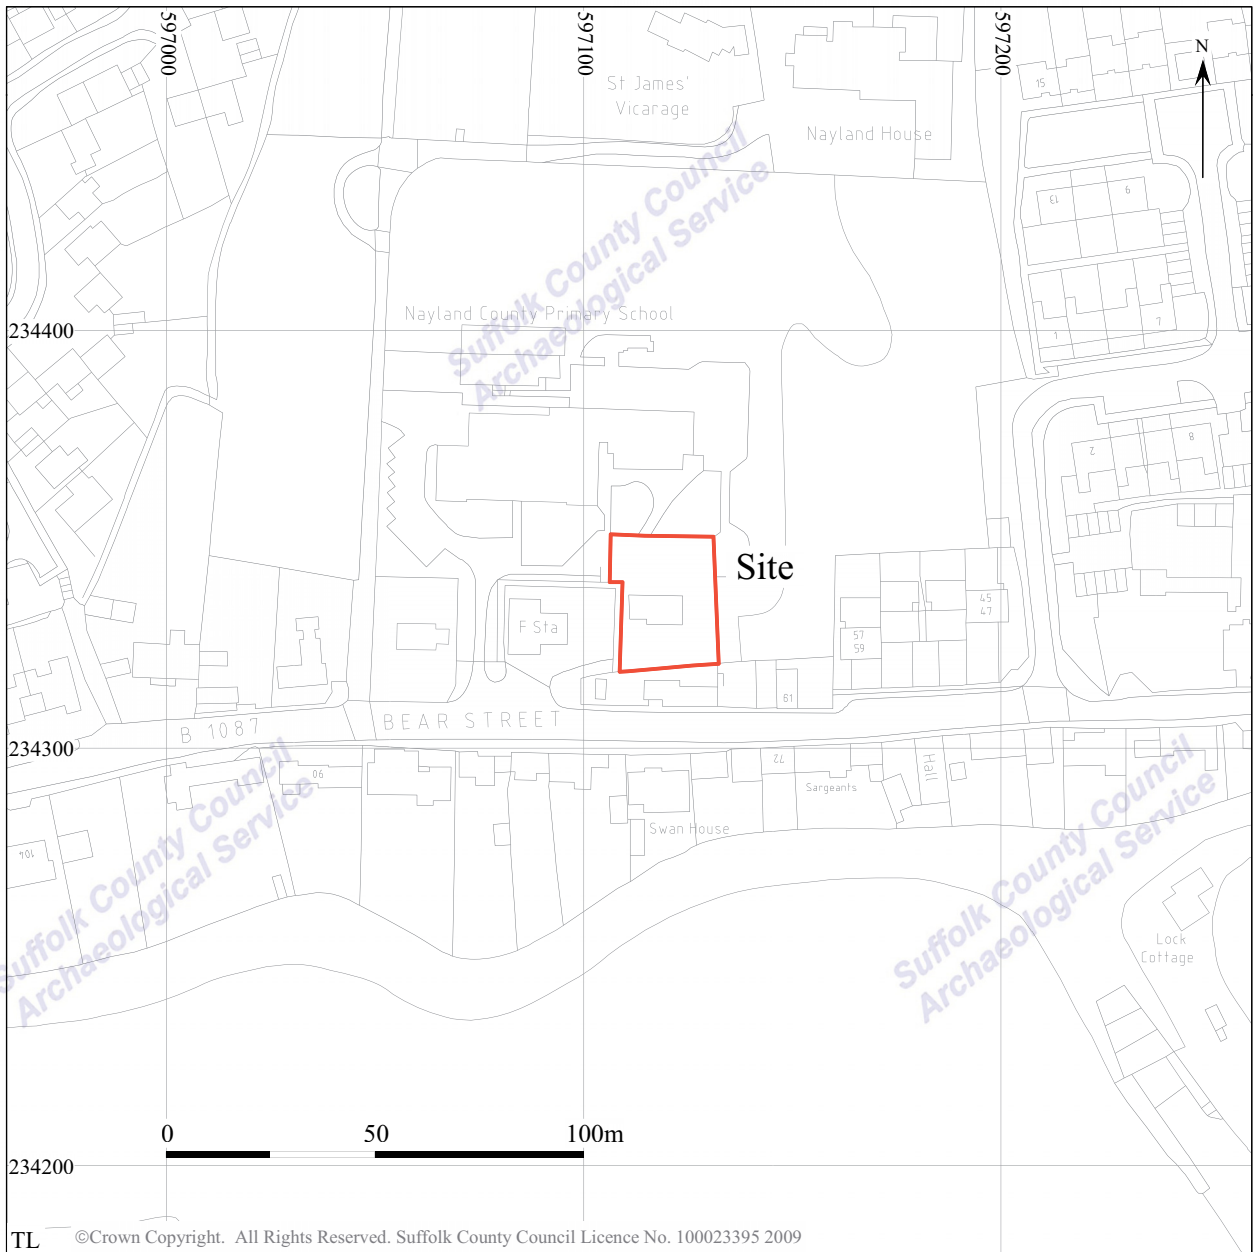 597000
597100
597200
N
St James'
Vicarage
Nayland House
15
13
9
Suffolk County Council
Archaeological Service
Nayland County Primary School
234400
1
7
2
8
Site
F Sta
45
47
57
59
61
B 1087
BEAR STREET
234300
90
72
Hall
Sargeants
Swan House
104
Suffolk County Council
Archaeological Service
Suffolk County Council
Archaeological Service
Lock
Cottage
0
50
100m
234200
TL
©Crown Copyright. All Rights Reserved. Suffolk County Council Licence No. 100023395 2009